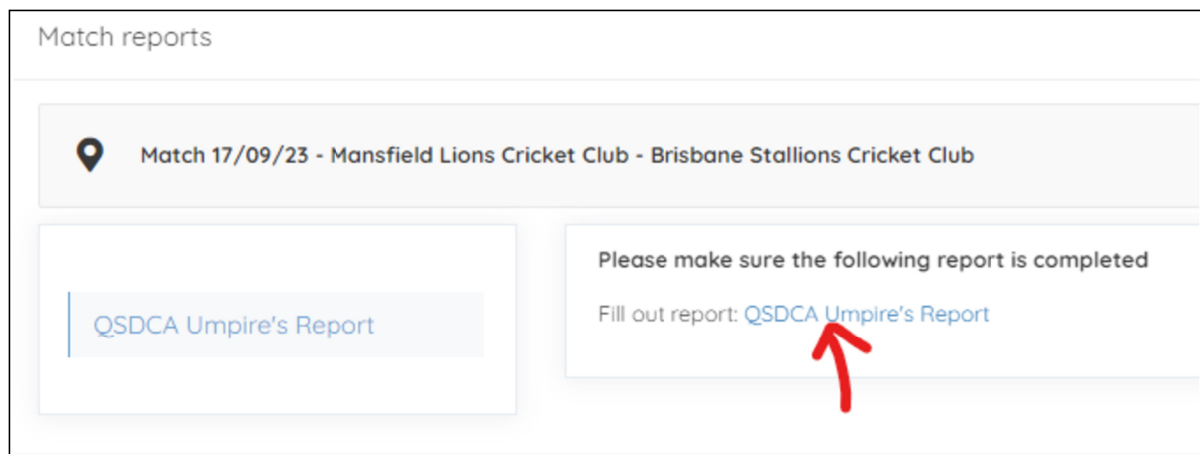 Match reports
Match 17/09/23 - Mansfield Lions Cricket Club - Brisbane Stallions Cricket Club
QSDCA Umpire's Report
Please make sure the following report is completed
Fill out report: QSDCA Umpire's Report